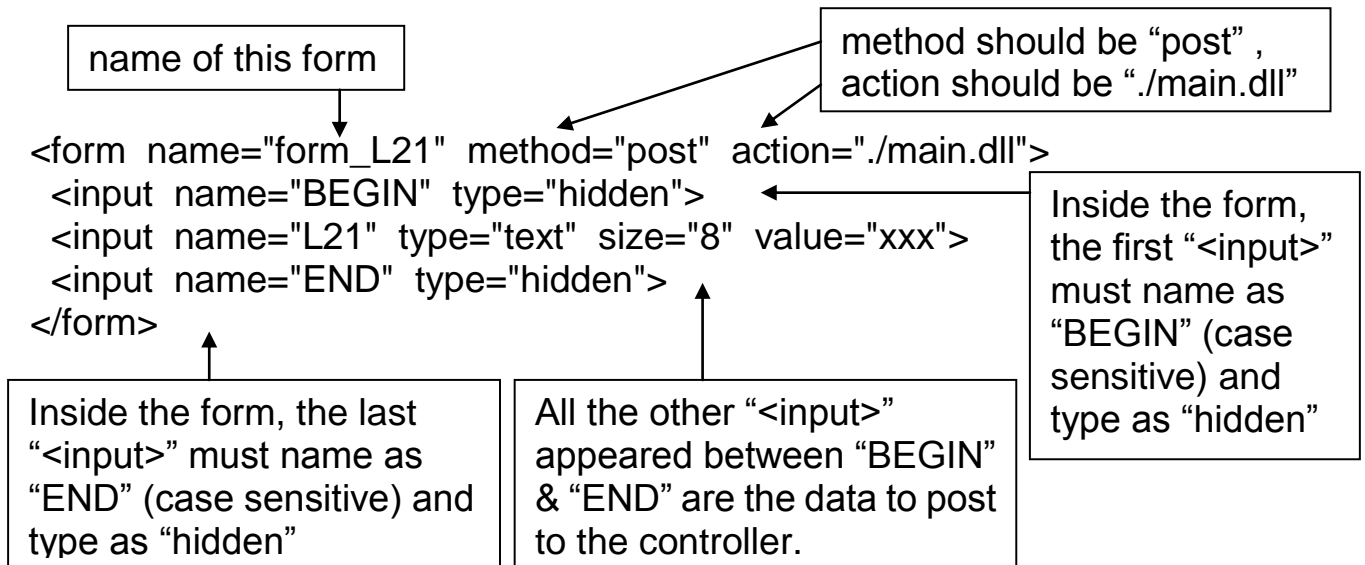 name of this form
method should be “post” ,
action should be “./main.dll”
<form name="form_L21" method="post" action="./main.dll">
<input name="BEGIN" type="hidden">
<input name="L21" type="text" size="8" value="xxx">
<input name="END" type="hidden">
</form>
Inside the form,
the first “<input>”
must name as
“BEGIN” (case
sensitive) and
type as “hidden”
Inside the form, the last
“<input>” must name as
“END” (case sensitive) and
type as “hidden”
All the other “<input>”
appeared between “BEGIN”
& “END” are the data to post
to the controller.